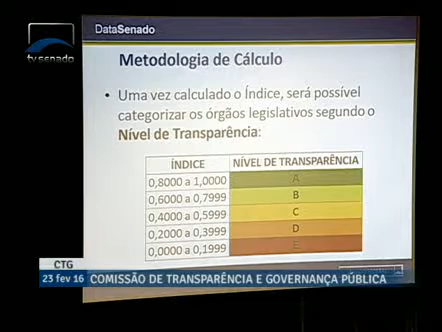 DataSenado
tv senado
Metodologia de Cálculo
• Uma vez calculado o Índice, será possível
categorizar os órgãos legislativos segundo o
Nível de Transparência:
ÍNDICE NÍVEL DE TRANSPARÊNCIA
0,8000 a 1,0000 A
0,6000 a 0,7999 B
0,4000 a 0,5999 C
0,2000 a 0,3999 D
0,0000 a 0,1999 E
CTG
23 fev 16 COMISSÃO DE TRANSPARÊNCIA E GOVERNANÇA PÚBLICA